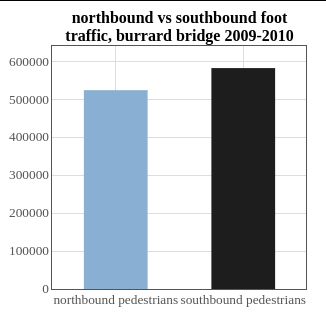 northbound vs southbound foot
traffic, burrard bridge 2009-2010
600000
500000
400000
300000
200000
100000
0
northbound pedestrians southbound pedestrians